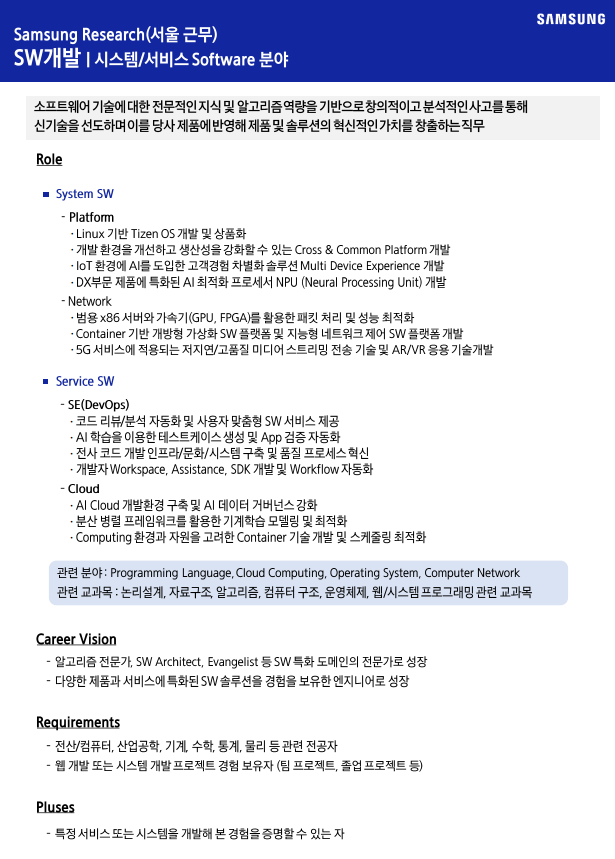 SAMSUNG
Samsung Research(서울 근무)
SW개발 | 시스템/서비스 Software 분야
소프트웨어 기술에 대한 전문적인 지식 및 알고리즘 역량을 기반으로 창의적이고 분석적인 사고를 통해
신기술을 선도하며 이를 당사 제품에 반영해 제품 및 솔루션의 혁신적인 가치를 창출하는 직무
Role
■ System SW
- Platform
· Linux 기반 Tizen OS 개발 및 상품화
· 개발 환경을 개선하고 생산성을 강화할 수 있는 Cross & Common Platform 개발
· IoT 환경에 AI를 도입한 고객경험 차별화 솔루션 Multi Device Experience 개발
· DX부문 제품에 특화된 AI 최적화 프로세서 NPU (Neural Processing Unit) 개발
- Network
· 범용 x86 서버와 가속기(GPU, FPGA)를 활용한 패킷 처리 및 성능 최적화
· Container 기반 개방형 가상화 SW 플랫폼 및 지능형 네트워크 제어 SW 플랫폼 개발
· 5G 서비스에 적용되는 저지연/고품질 미디어 스트리밍 전송 기술 및 AR/VR 응용 기술개발
■ Service SW
- SE(DevOps)
· 코드 리뷰/분석 자동화 및 사용자 맞춤형 SW 서비스 제공
· AI 학습을 이용한 테스트케이스 생성 및 App 검증 자동화
· 전사 코드 개발 인프라/문화/시스템 구축 및 품질 프로세스 혁신
· 개발자 Workspace, Assistance, SDK 개발 및 Workflow 자동화
- Cloud
· AI Cloud 개발환경 구축 및 AI 데이터 거버넌스 강화
· 분산 병렬 프레임워크를 활용한 기계학습 모델링 및 최적화
· Computing 환경과 자원을 고려한 Container 기술 개발 및 스케줄링 최적화
관련 분야 : Programming Language, Cloud Computing, Operating System, Computer Network
관련 교과목 : 논리설계, 자료구조, 알고리즘, 컴퓨터 구조, 운영체제, 웹/시스템 프로그래밍 관련 교과목
Career Vision
- 알고리즘 전문가, SW Architect, Evangelist 등 SW 특화 도메인의 전문가로 성장
- 다양한 제품과 서비스에 특화된 SW 솔루션을 경험을 보유한 엔지니어로 성장
Requirements
- 전산/컴퓨터, 산업공학, 기계, 수학, 통계, 물리 등 관련 전공자
- 웹 개발 또는 시스템 개발 프로젝트 경험 보유자 (팀 프로젝트, 졸업 프로젝트 등)
Pluses
- 특정 서비스 또는 시스템을 개발해 본 경험을 증명할 수 있는 자